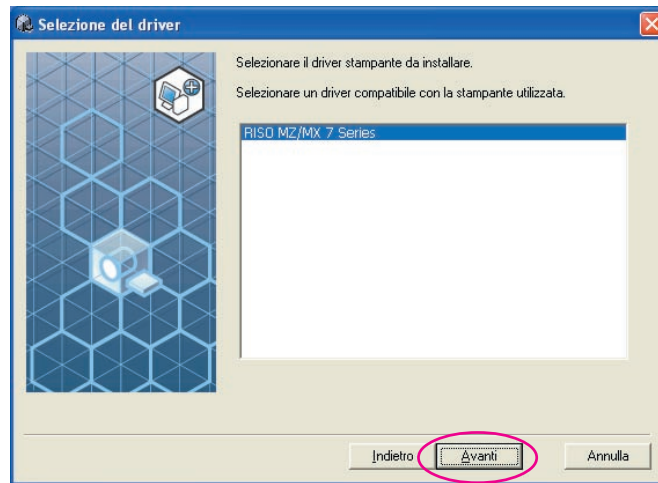 Selezione del driver
Selezionare il driver stampante da installare.
Selezionare un driver compatibile con la stampante utilizzata.
RISO MZ/MX 7 Series
Indietro
Avanti
Annulla